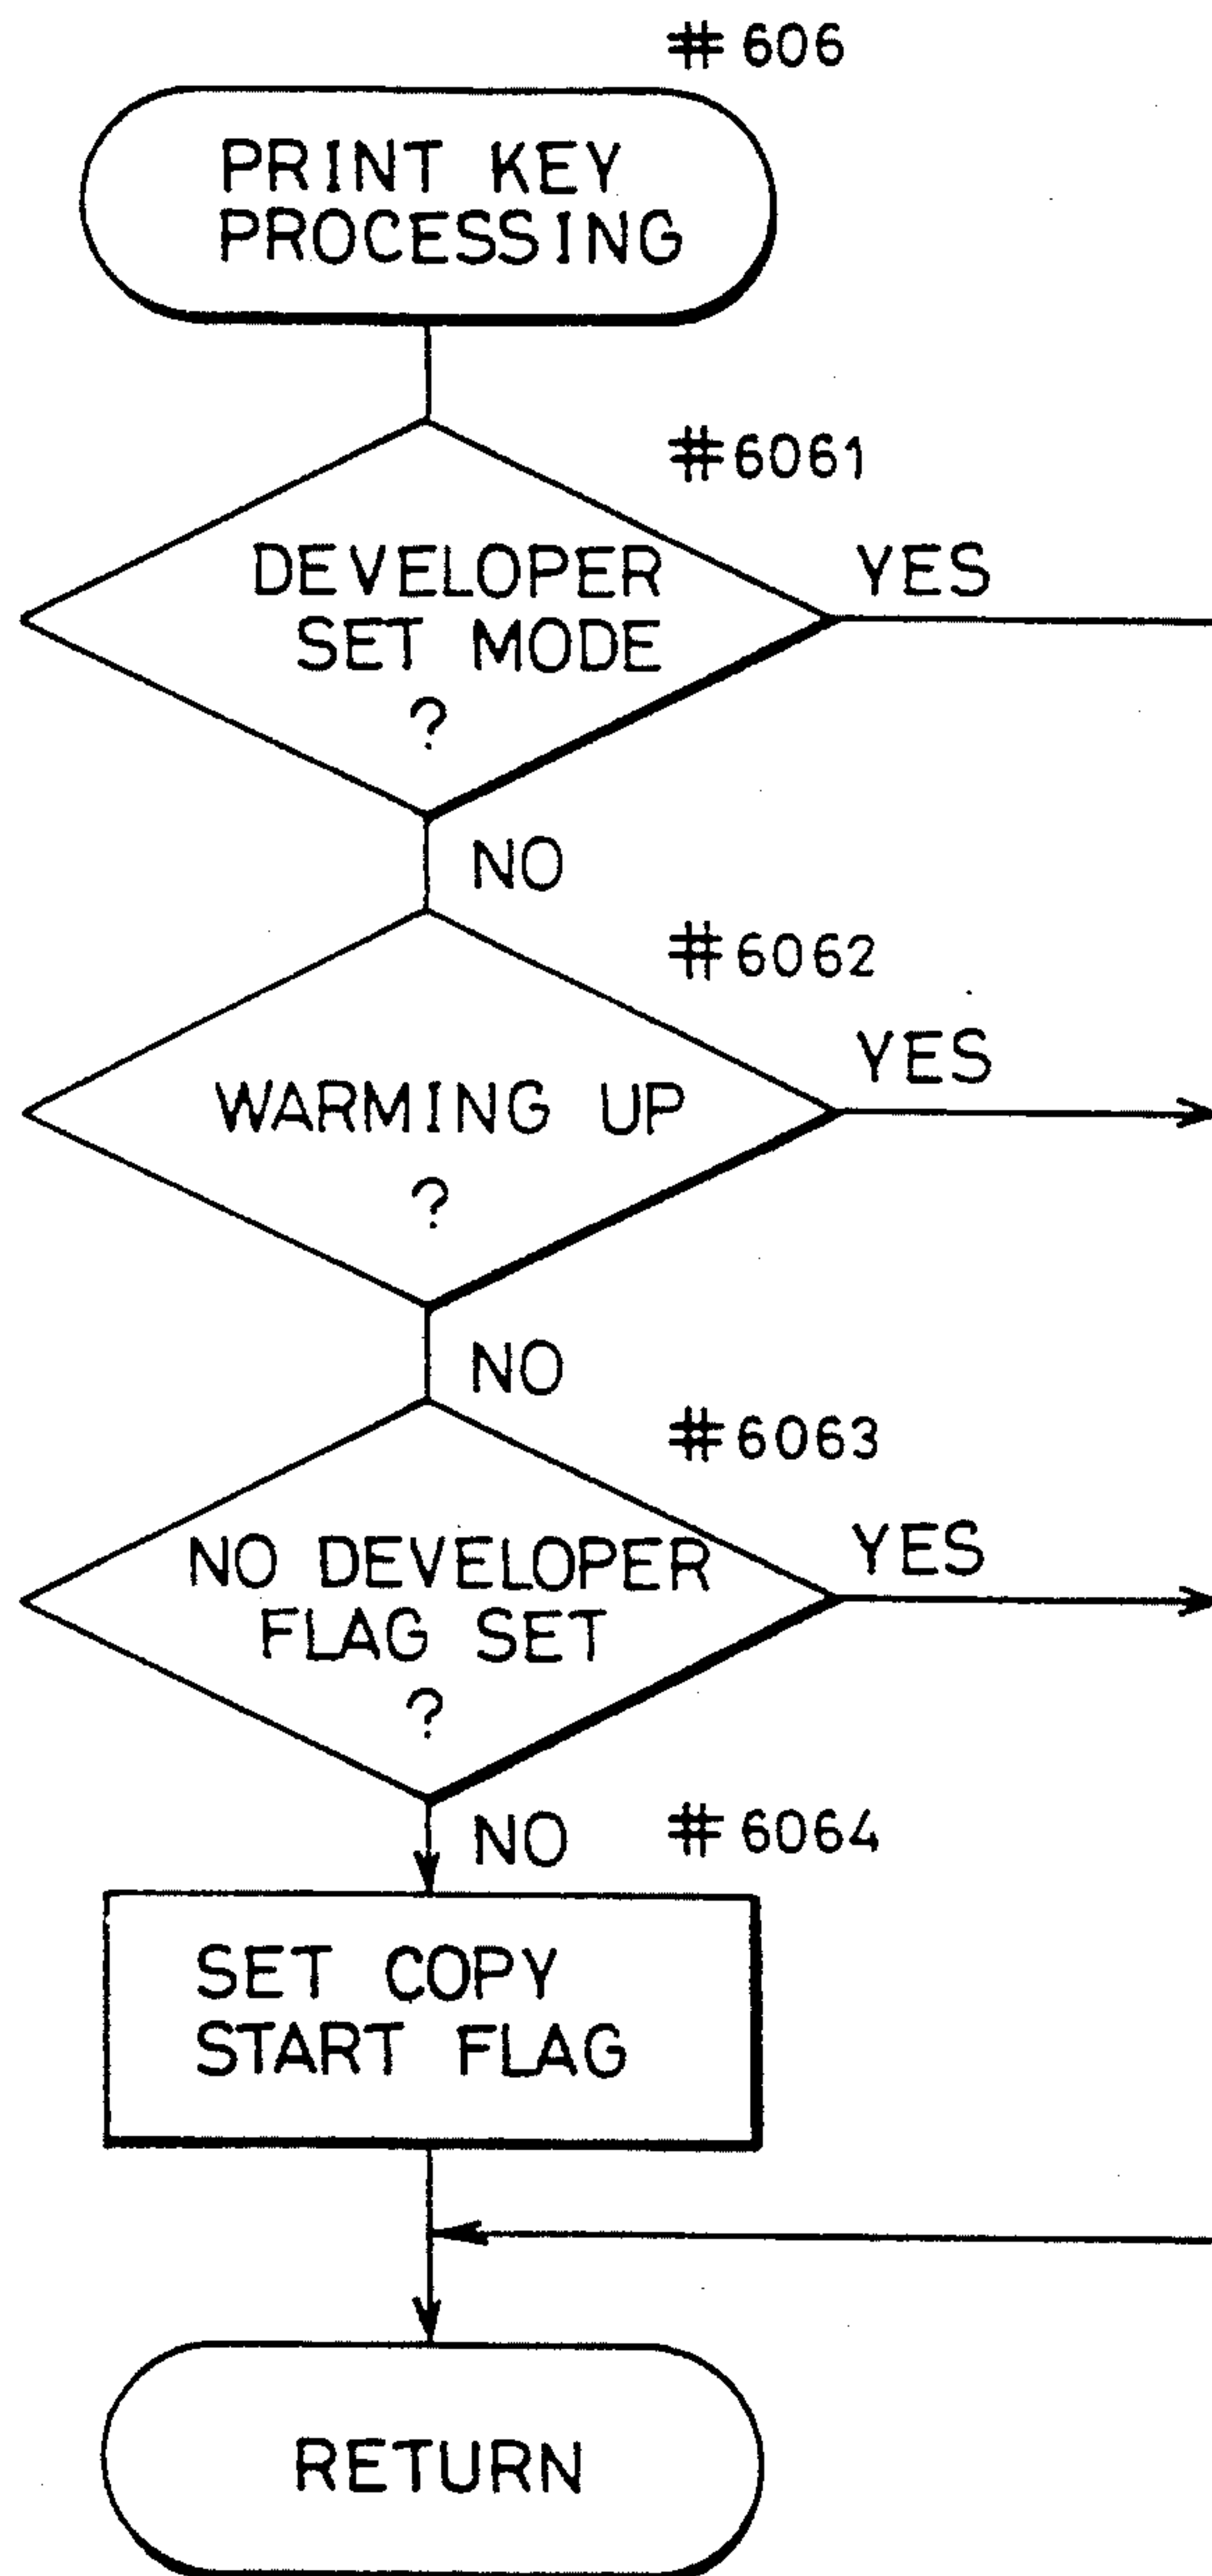 # 606
PRINT KEY
PROCESSING
#6061
DEVELOPER
SET MODE
?
YES
NO
#6062
WARMING UP
?
YES
NO
#6063
NO DEVELOPER
FLAG SET
?
YES
NO
#6064
SET COPY
START FLAG
RETURN